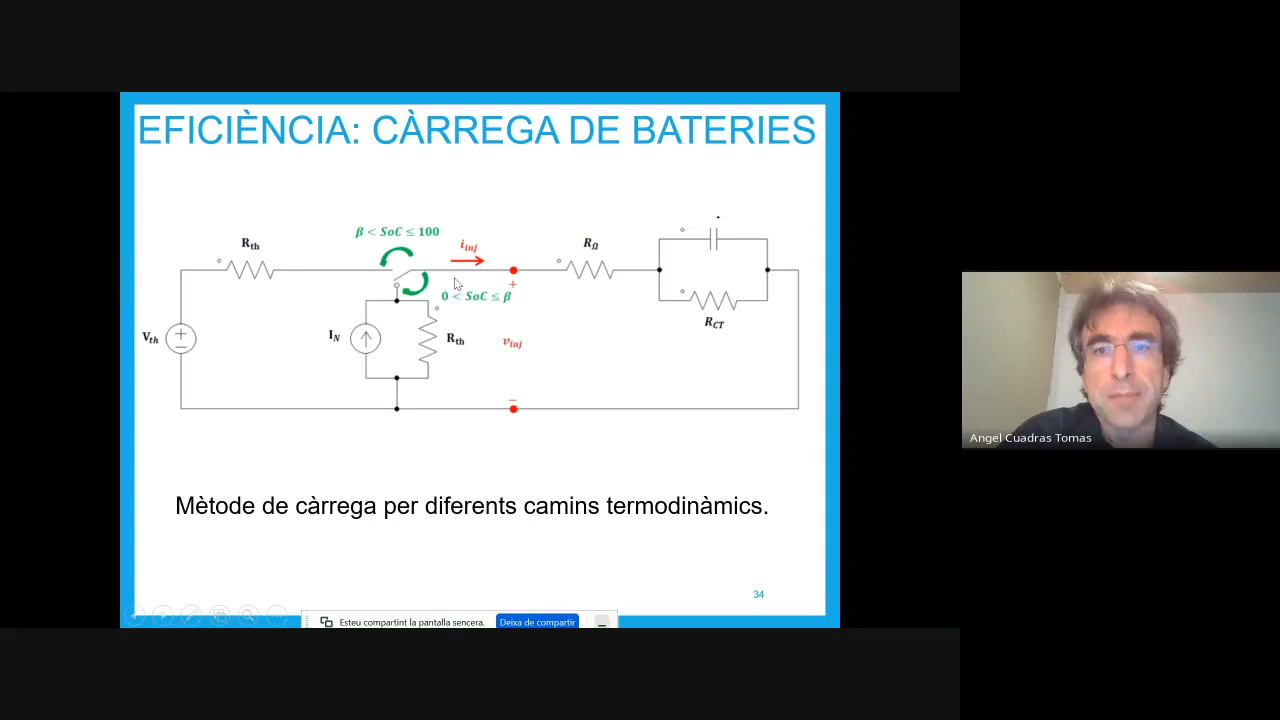 EFICIÈNCIA: CÀRREGA DE BATERIES
β < SoC ≤ 100
R_th
i_inj
R_Ω
+
0 < SoC ≤ β
V_th
I_N
R_th
v_inj
R_CT
−
Mètode de càrrega per diferents camins termodinàmics.
34
Esteu compartint la pantalla sencera.
Deixa de compartir
Angel Cuadras Tomas